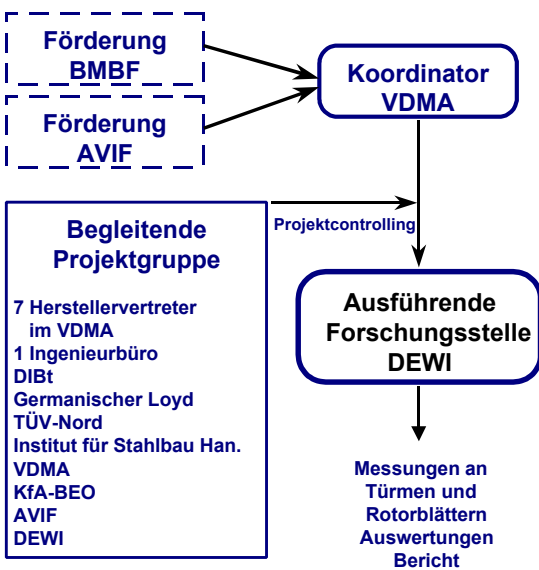 Förderung
BMBF
Förderung
AVIF
Koordinator
VDMA
Projektcontrolling
Begleitende
Projektgruppe
7 Herstellervertreter
im VDMA
1 Ingenieurbüro
DIBt
Germanischer Loyd
TÜV-Nord
Institut für Stahlbau Han.
VDMA
KfA-BEO
AVIF
DEWI
Ausführende
Forschungsstelle
DEWI
Messungen an
Türmen und
Rotorblättern
Auswertungen
Bericht